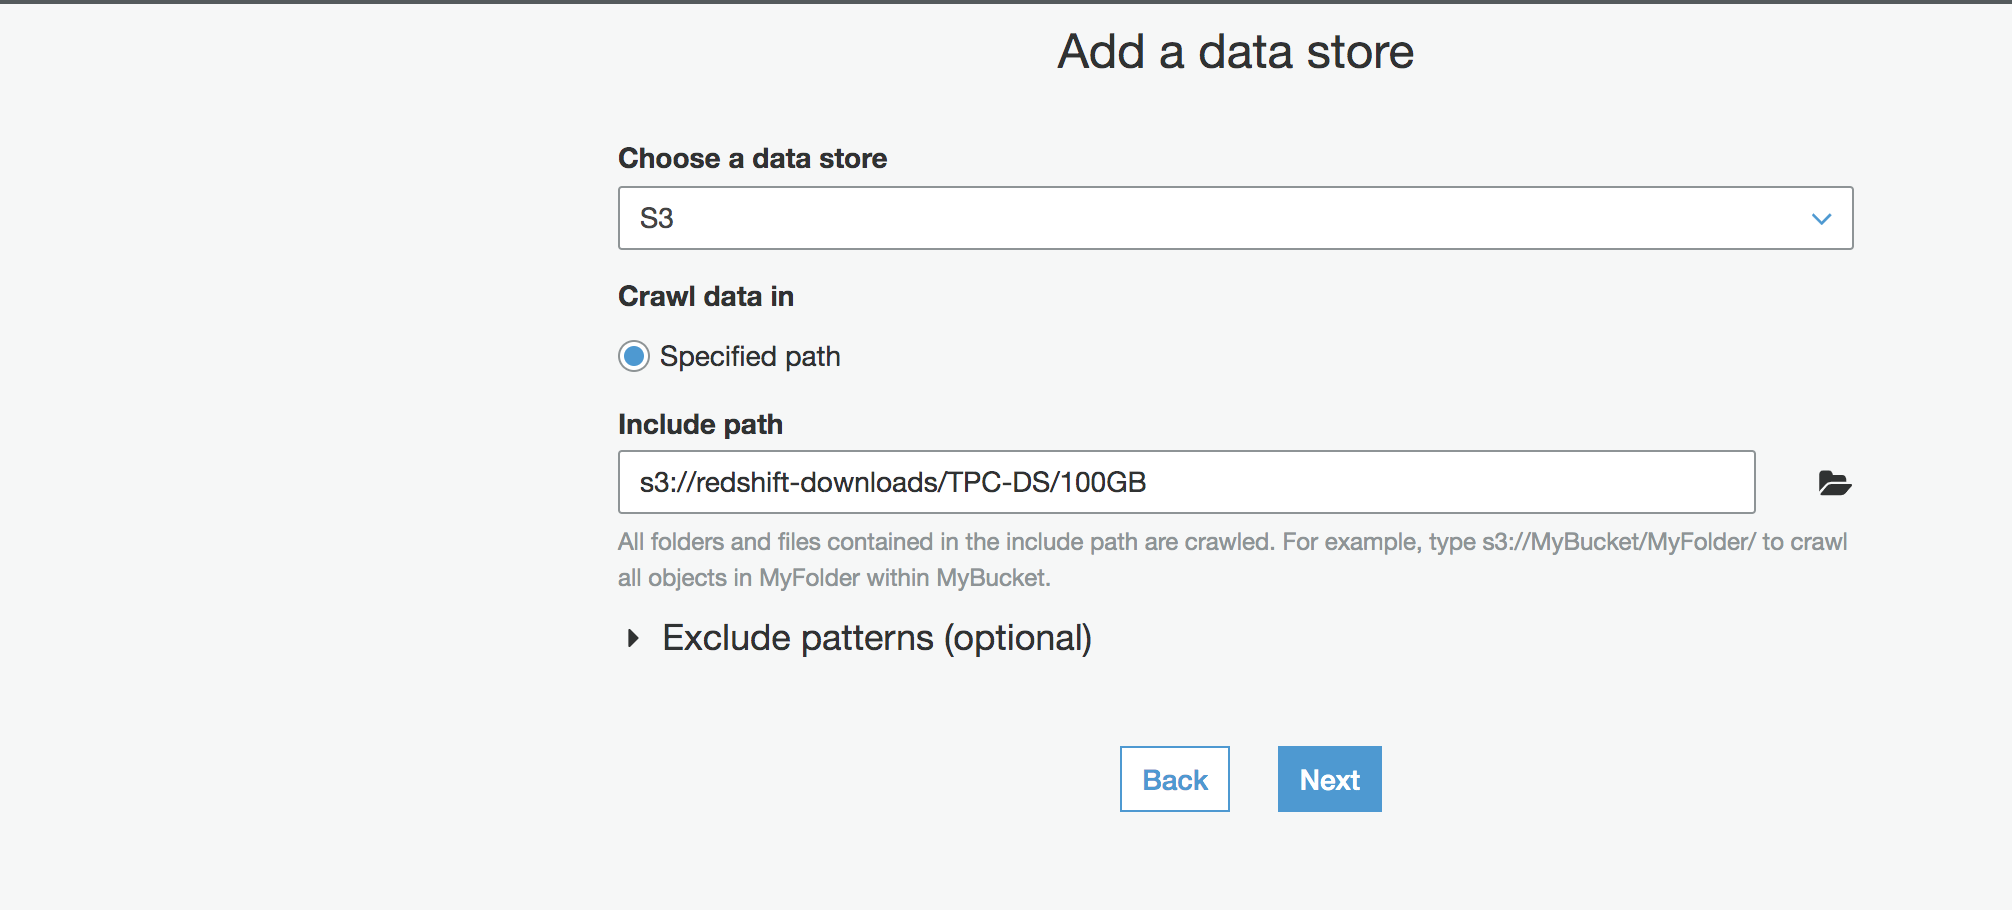 Add a data store
Choose a data store
S3
Crawl data in
Specified path
Include path
s3://redshift-downloads/TPC-DS/100GB
All folders and files contained in the include path are crawled. For example, type s3://MyBucket/MyFolder/ to crawl
all objects in MyFolder within MyBucket.
Exclude patterns (optional)
Back
Next